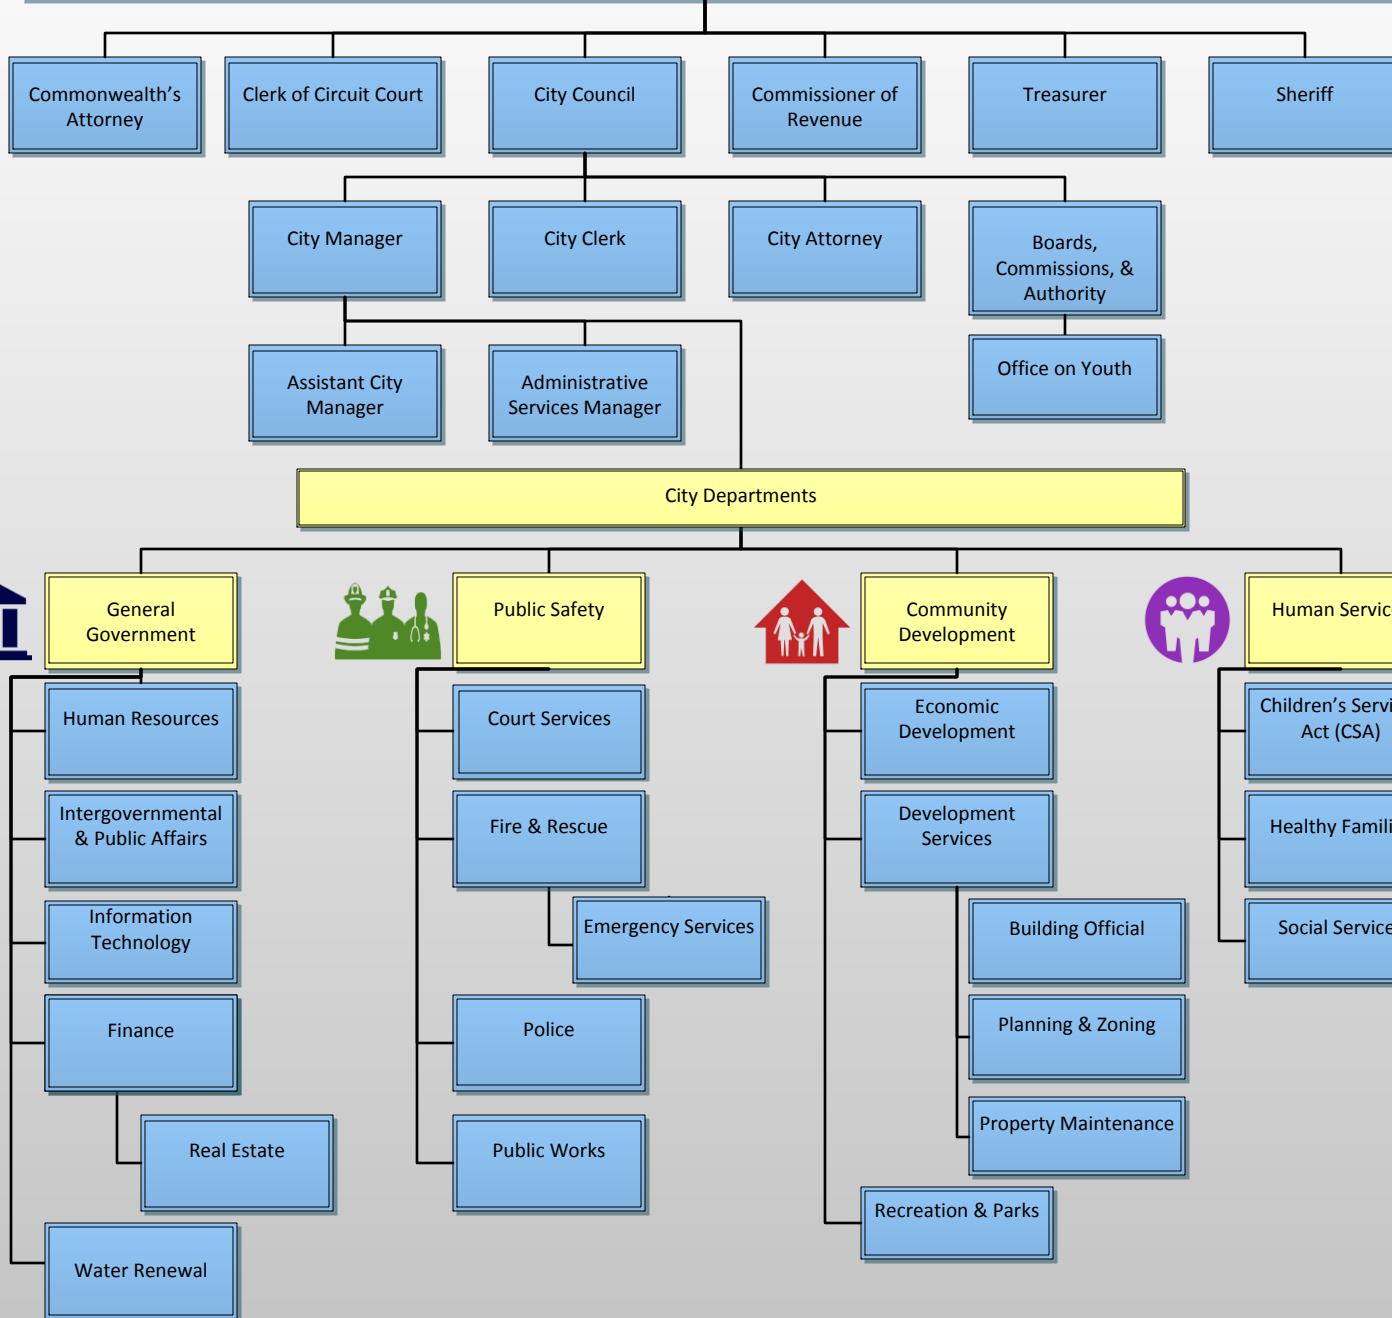 Commonwealth's
Attorney
Clerk of Circuit Court
City Council
Commissioner of
Revenue
Treasurer
Sheriff
City Manager
City Clerk
City Attorney
Boards,
Commissions, &
Authority
Assistant City
Manager
Administrative
Services Manager
Office on Youth
City Departments
General
Government
Human Resources
Intergovernmental
& Public Affairs
Information
Technology
Finance
Real Estate
Water Renewal
Public Safety
Court Services
Fire & Rescue
Emergency Services
Police
Public Works
Community
Development
Economic
Development
Development
Services
Building Official
Planning & Zoning
Property Maintenance
Recreation & Parks
Human
Children's
Act (CSA)
Healthy
Social